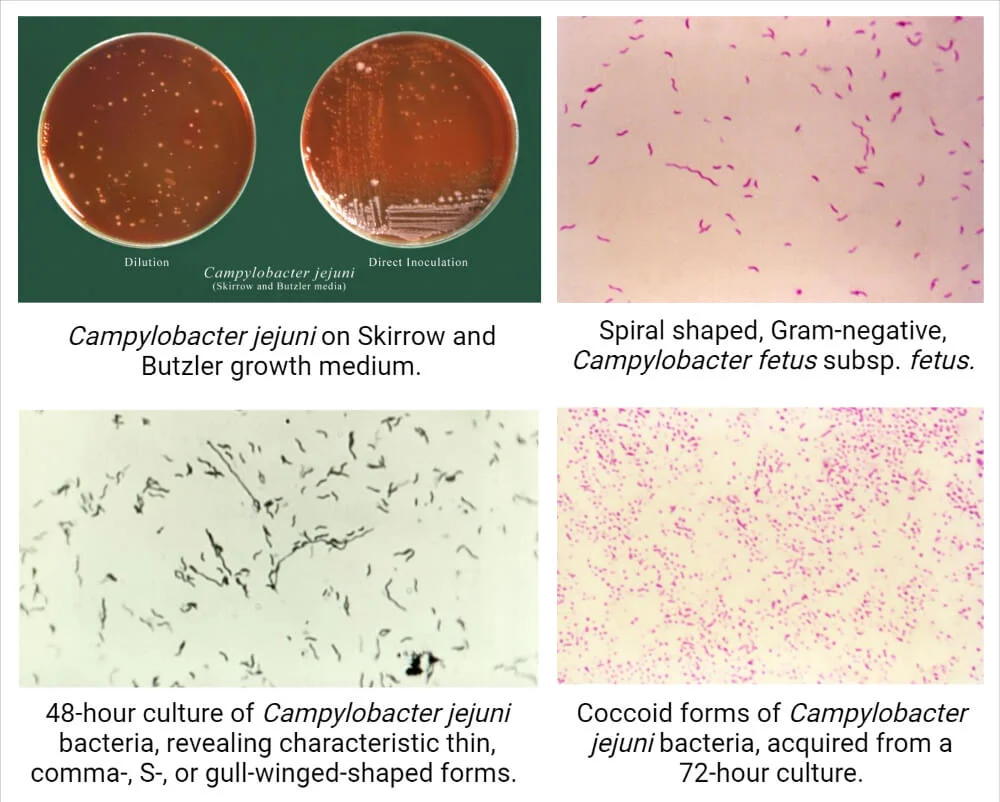 Dilution
Direct Inoculation
Campylobacter jejuni
(Skirrow and Butzler media)
Campylobacter jejuni on Skirrow and
Butzler growth medium.
Spiral shaped, Gram-negative,
Campylobacter fetus subsp. fetus.
48-hour culture of Campylobacter jejuni
bacteria, revealing characteristic thin,
comma-, S-, or gull-winged-shaped forms.
Coccoid forms of Campylobacter
jejuni bacteria, acquired from a
72-hour culture.